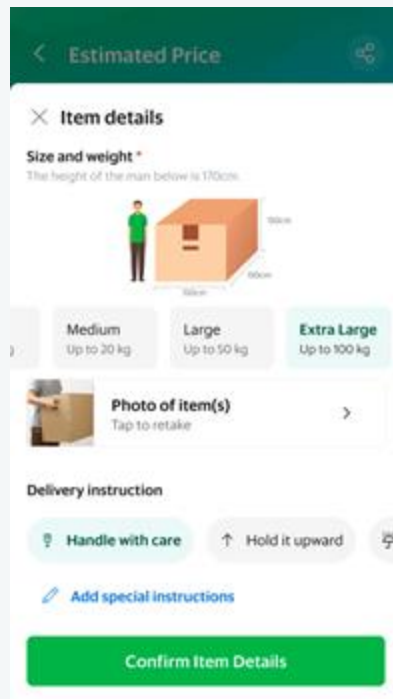 Estimated Price
Item details
Size and weight *
The height of the man below is 170cm.
Medium
Up to 20 kg
Large
Up to 50 kg
Extra Large
Up to 100 kg
Photo of item(s)
Tap to retake
Delivery instruction
Handle with care
Hold it upward
Add special instructions
Confirm Item Details